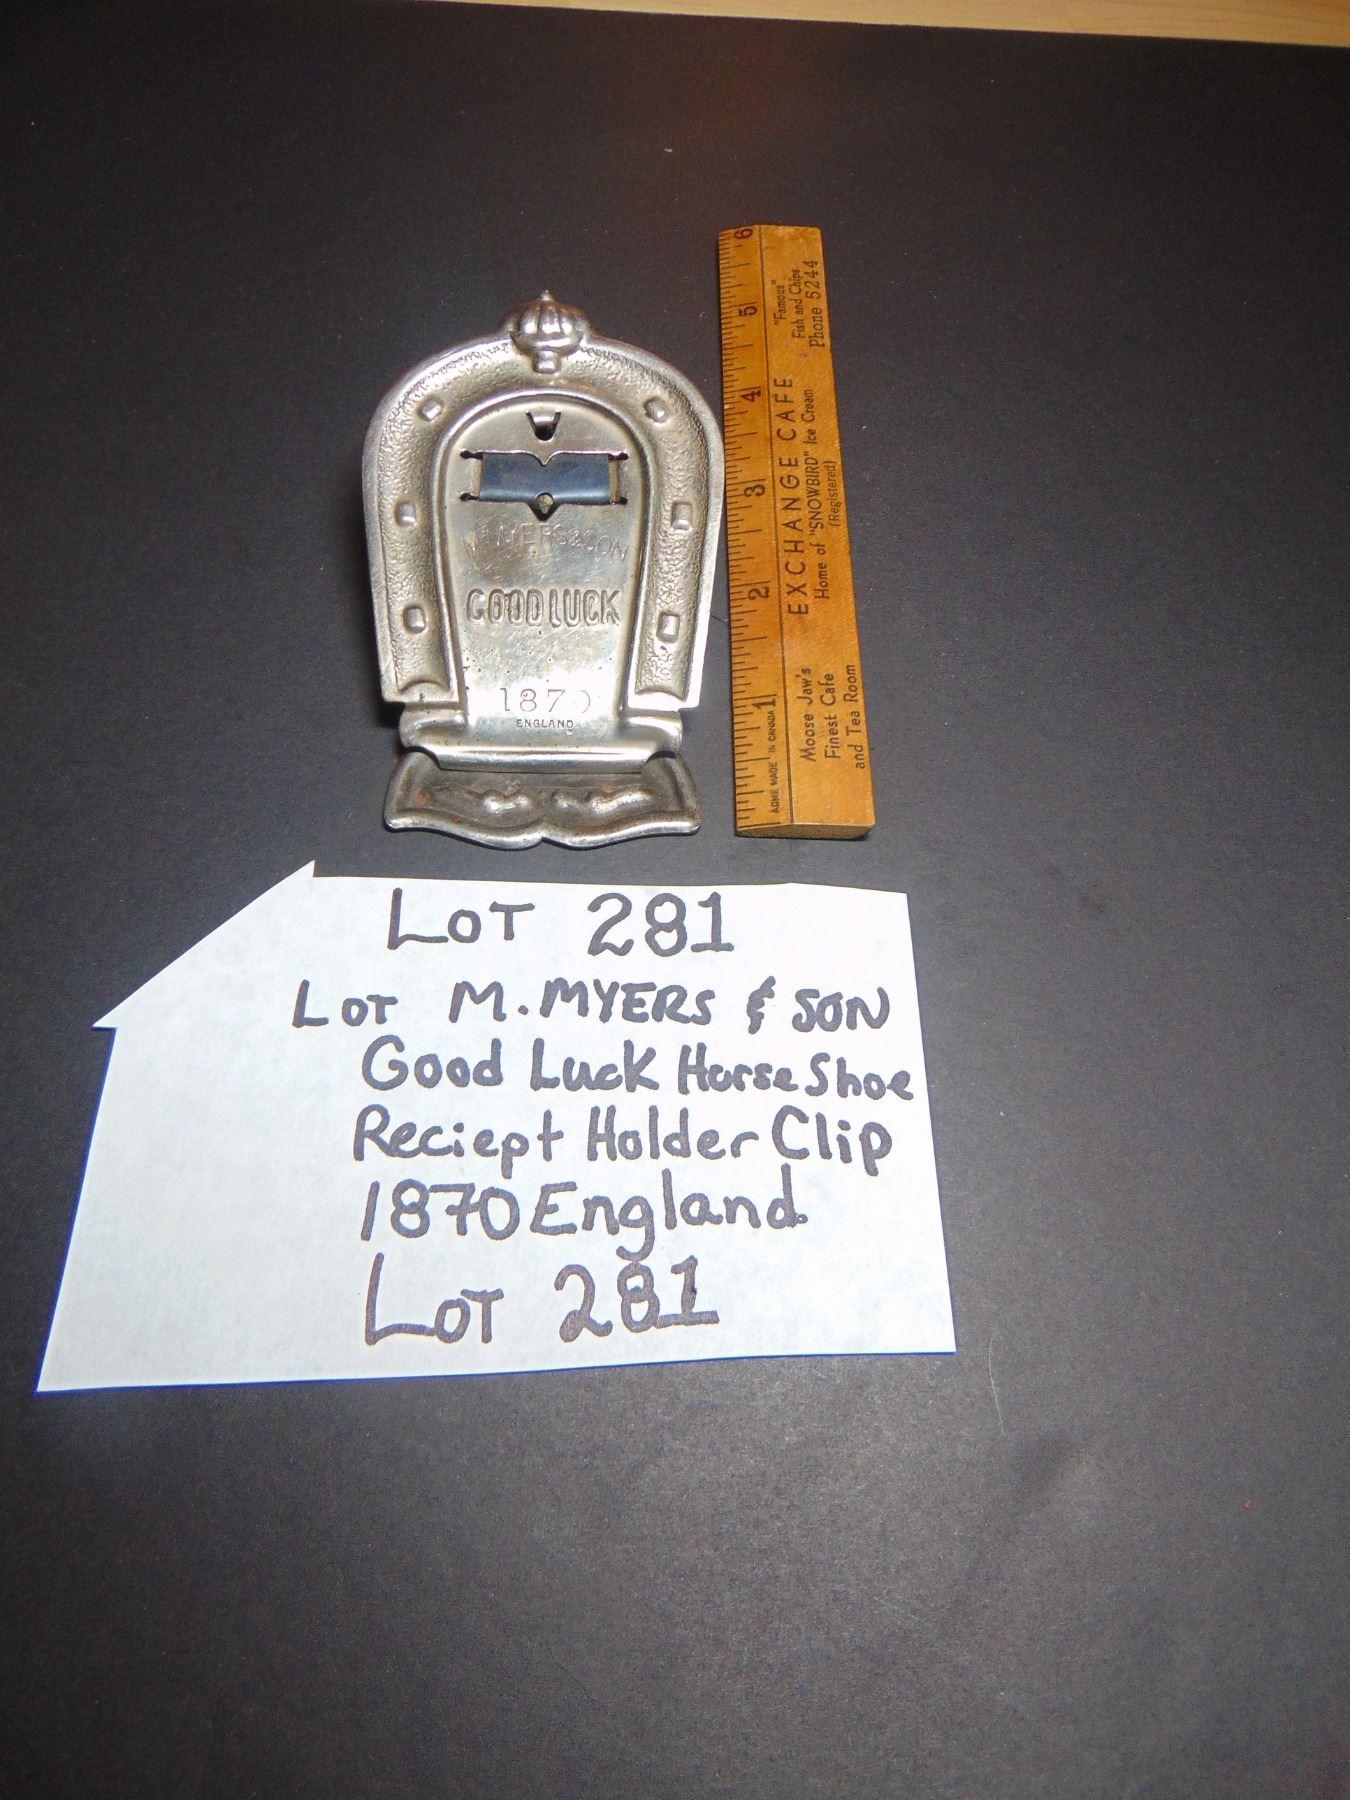 M.MYERS&SON
GOOD LUCK
1870
ENGLAND
6
5
4
3
2
1
ACME MADE IN CANADA
EXCHANGE CAFE
Home of "SNOWBIRD" Ice Cream
(Registered)
"Famous"
Fish and Chips
Phone 5244
Moose Jaw's
Finest Cafe
and Tea Room
LOT 281
LOT M. MYERS & SON
Good Luck Horse Shoe
Reciept Holder Clip
1870 England
LOT 281